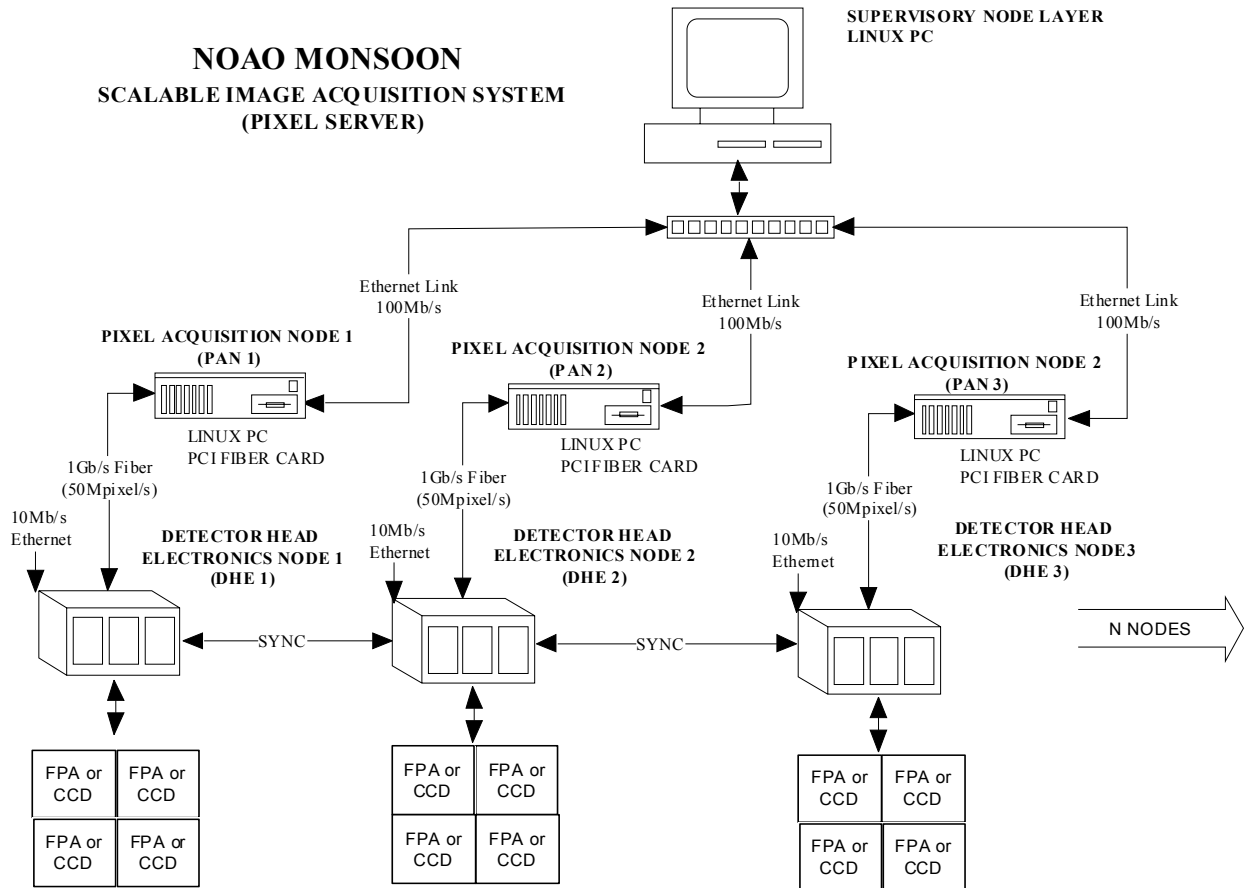 SUPERVISORY NODE LAYER
LINUX PC
NOAO MONSOON
SCALABLE IMAGE ACQUISITION SYSTEM
(PIXEL SERVER)
Ethernet Link
100Mb/s
Ethernet Link
100Mb/s
Ethernet Link
100Mb/s
PIXEL ACQUISITION NODE 1
(PAN 1)
PIXEL ACQUISITION NODE 2
(PAN 2)
PIXEL ACQUISITION NODE 2
(PAN 3)
LINUX PC
PCI FIBER CARD
LINUX PC
PCI FIBER CARD
LINUX PC
PCI FIBER CARD
1Gb/s Fiber
(50Mpixel/s)
1Gb/s Fiber
(50Mpixel/s)
1Gb/s Fiber
(50Mpixel/s)
10Mb/s
Ethernet
DETECTOR HEAD
ELECTRONICS NODE 1
(DHE 1)
10Mb/s
Ethernet
DETECTOR HEAD
ELECTRONICS NODE 2
(DHE 2)
10Mb/s
Ethernet
DETECTOR HEAD
ELECTRONICS NODE3
(DHE 3)
SYNC
SYNC
N NODES
FPA or
CCD
FPA or
CCD
FPA or
CCD
FPA or
CCD
FPA or
CCD
FPA or
CCD
FPA or
CCD
FPA or
CCD
FPA or
CCD
FPA or
CCD
FPA or
CCD
FPA or
CCD